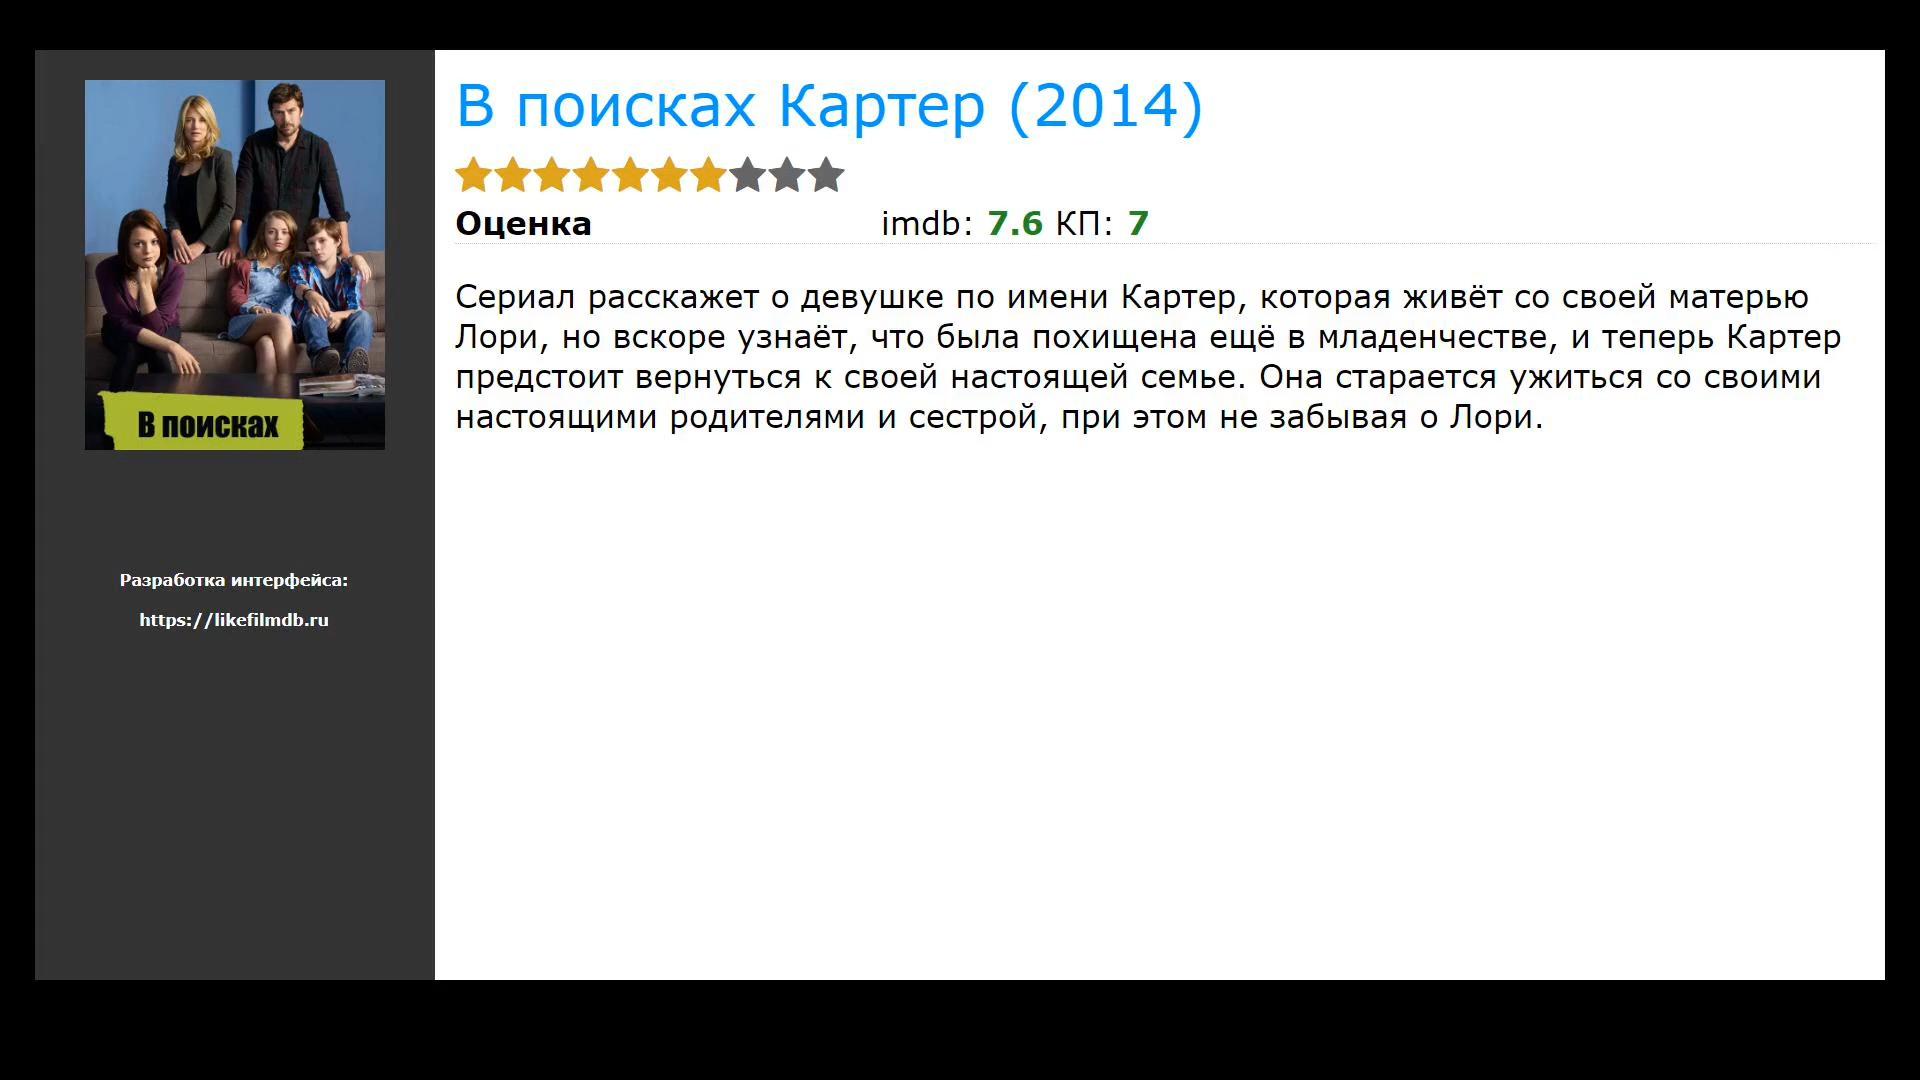 В поисках Картер (2014)
Оценка imdb: 7.6 КП: 7
Сериал расскажет о девушке по имени Картер, которая живёт со своей матерью
Лори, но вскоре узнаёт, что была похищена ещё в младенчестве, и теперь Картер
предстоит вернуться к своей настоящей семье. Она старается ужиться со своими
настоящими родителями и сестрой, при этом не забывая о Лори.
В поисках
Разработка интерфейса:
https://likefilmdb.ru